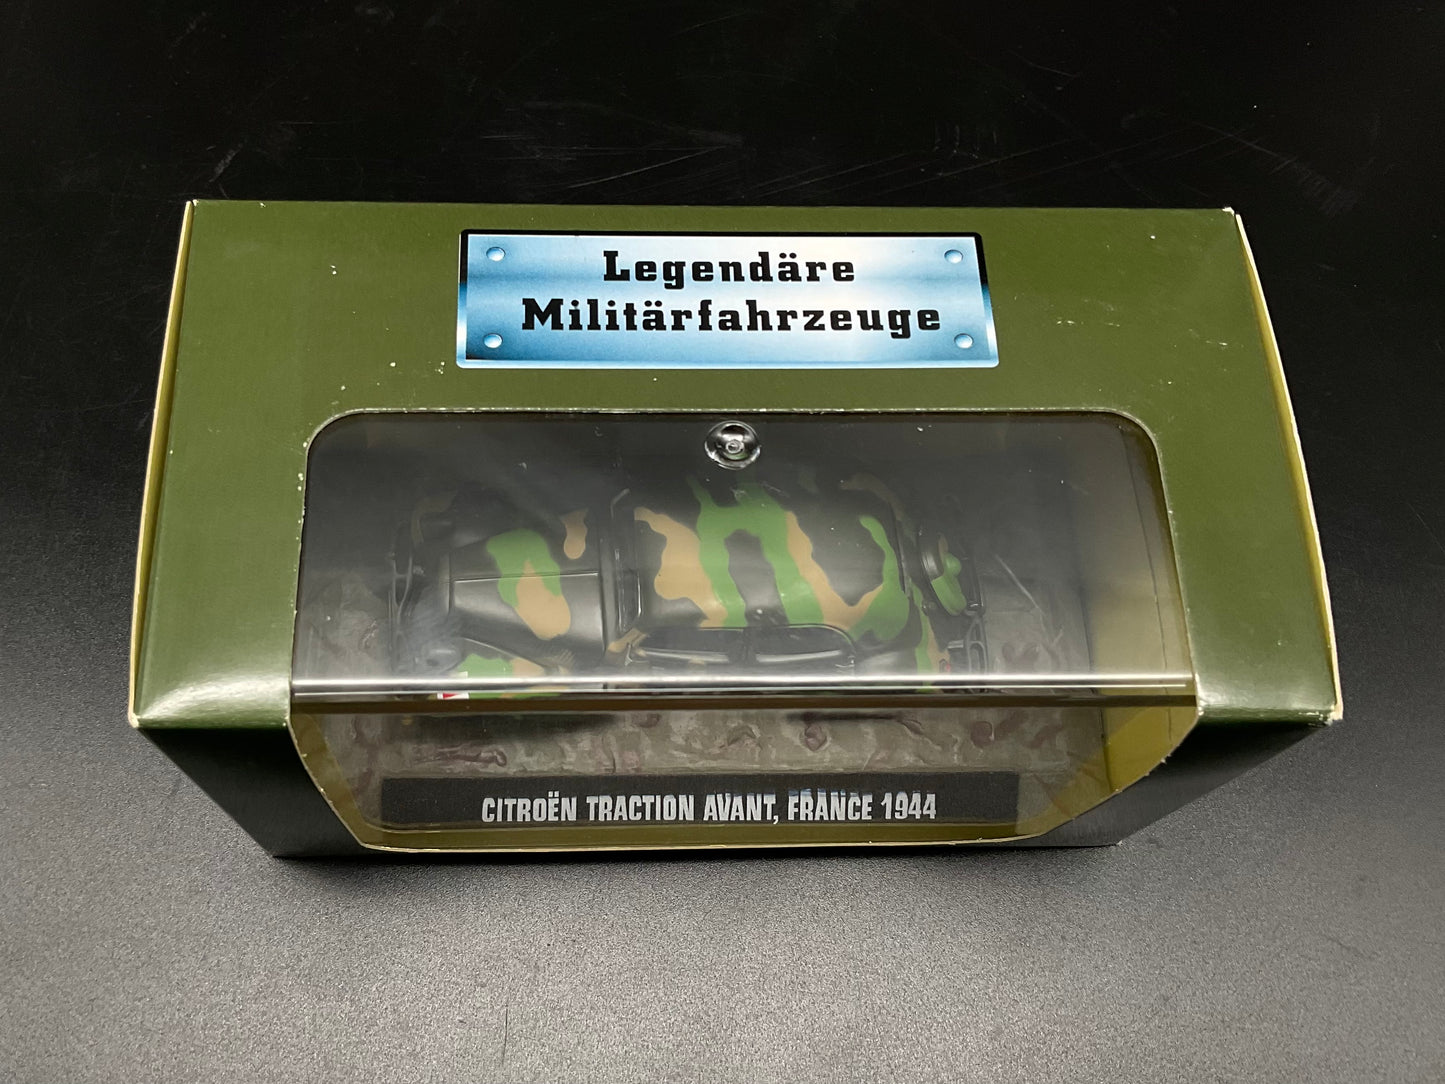 Legendäre
Militärfahrzeuge
CITROËN TRACTION AVANT, FRANCE 1944